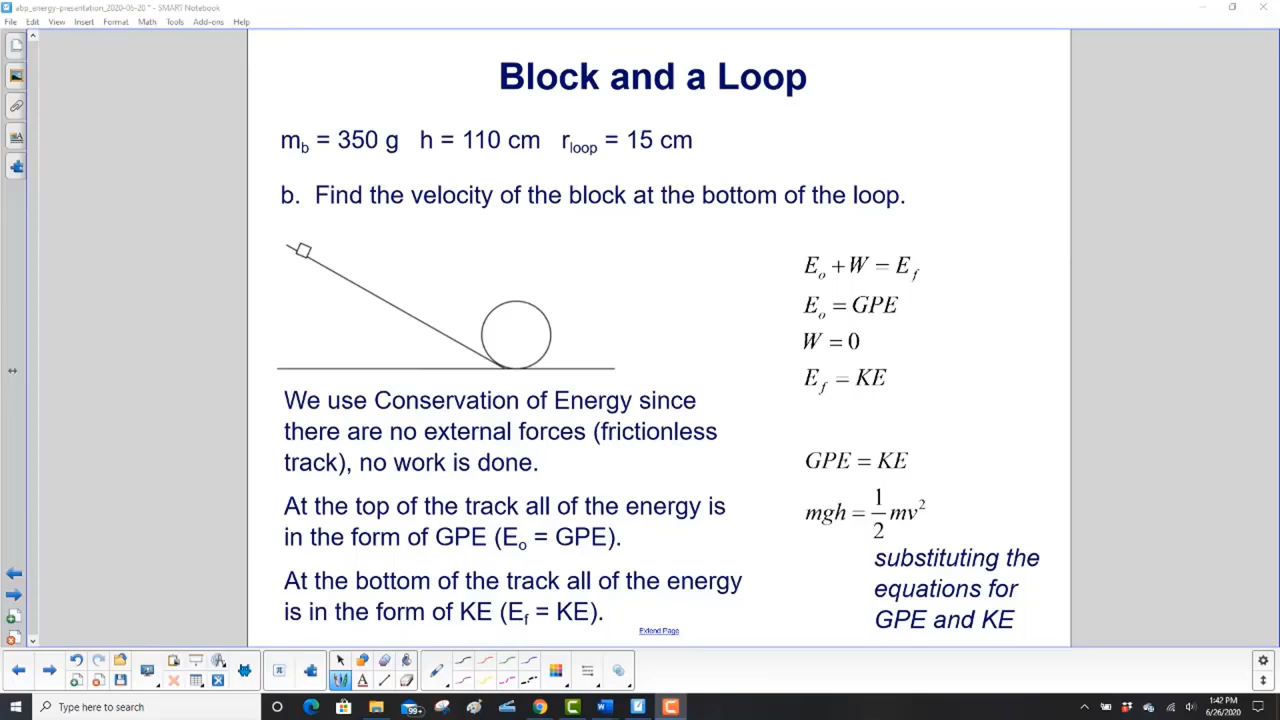 abp_energy-presentation_2020-05-20 * - SMART Notebook
File Edit View Insert Format Math Tools Add-ons Help
Block and a Loop
m_b = 350 g h = 110 cm r_loop = 15 cm
b. Find the velocity of the block at the bottom of the loop.
E_o + W = E_f
E_o = GPE
W = 0
E_f = KE
We use Conservation of Energy since
there are no external forces (frictionless
track), no work is done.
At the top of the track all of the energy is
in the form of GPE (E_o = GPE).
At the bottom of the track all of the energy
is in the form of KE (E_f = KE).
GPE = KE
mgh = 1/2 mv²
substituting the
equations for
GPE and KE
Extend Page
Type here to search
99+
1:42 PM
6/26/2020